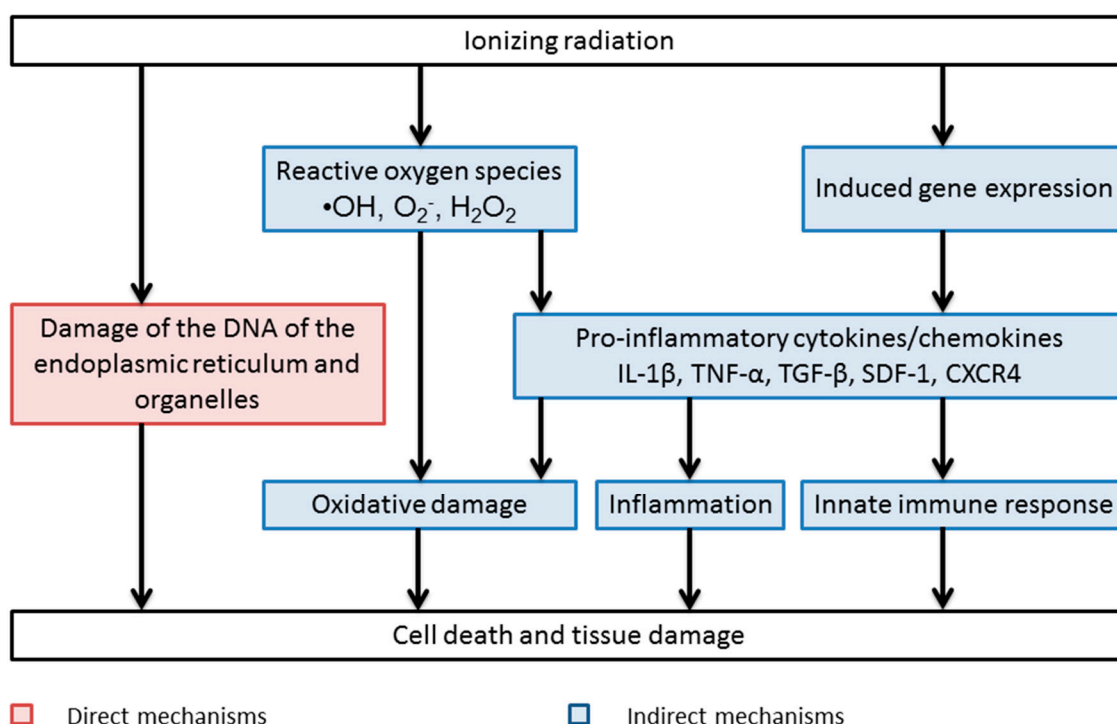 Ionizing radiation
Reactive oxygen species
•OH, O₂⁻, H₂O₂
Induced gene expression
Damage of the DNA of the
endoplasmic reticulum and
organelles
Pro-inflammatory cytokines/chemokines
IL-1β, TNF-α, TGF-β, SDF-1, CXCR4
Oxidative damage
Inflammation
Innate immune response
Cell death and tissue damage
Direct mechanisms
Indirect mechanisms